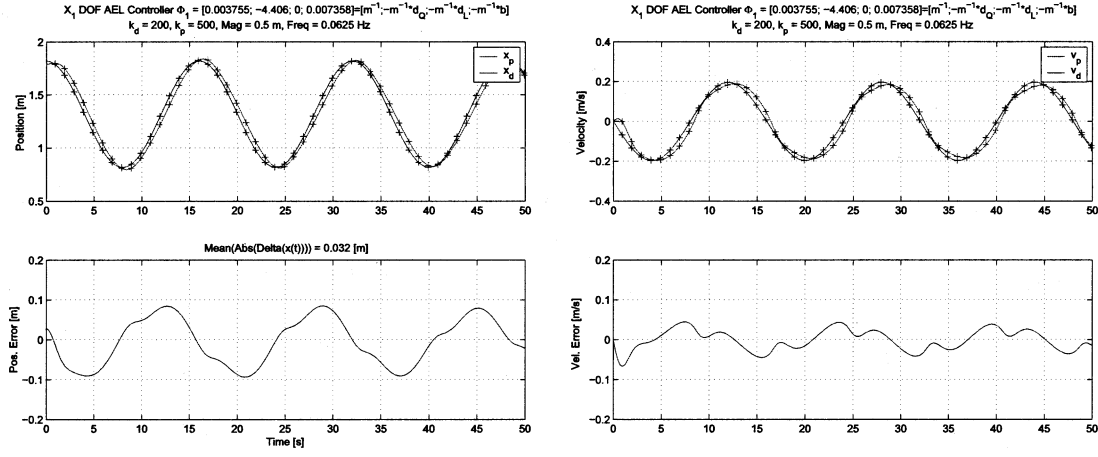 X₁ DOF AEL Controller Φ₁ = [0.003755; −4.406; 0; 0.007358]=[m⁻¹;−m⁻¹*d_Q;−m⁻¹*d_L;−m⁻¹*b]
k_d = 200, k_p = 500, Mag = 0.5 m, Freq = 0.0625 Hz
2
1.5
1
0.5
Position [m]
x_p
x_d
0 5 10 15 20 25 30 35 40 45 50
Mean(Abs(Delta(x(t)))) = 0.032 [m]
0.2
0.1
0
−0.1
−0.2
Pos. Error [m]
0 5 10 15 20 25 30 35 40 45 50
Time [s]
X₁ DOF AEL Controller Φ₁ = [0.003755; −4.406; 0; 0.007358]=[m⁻¹;−m⁻¹*d_Q;−m⁻¹*d_L;−m⁻¹*b]
k_d = 200, k_p = 500, Mag = 0.5 m, Freq = 0.0625 Hz
0.4
0.2
0
−0.2
−0.4
Velocity [m/s]
v_p
v_d
0 5 10 15 20 25 30 35 40 45 50
0.2
0.1
0
−0.1
−0.2
Vel. Error [m/s]
0 5 10 15 20 25 30 35 40 45 50